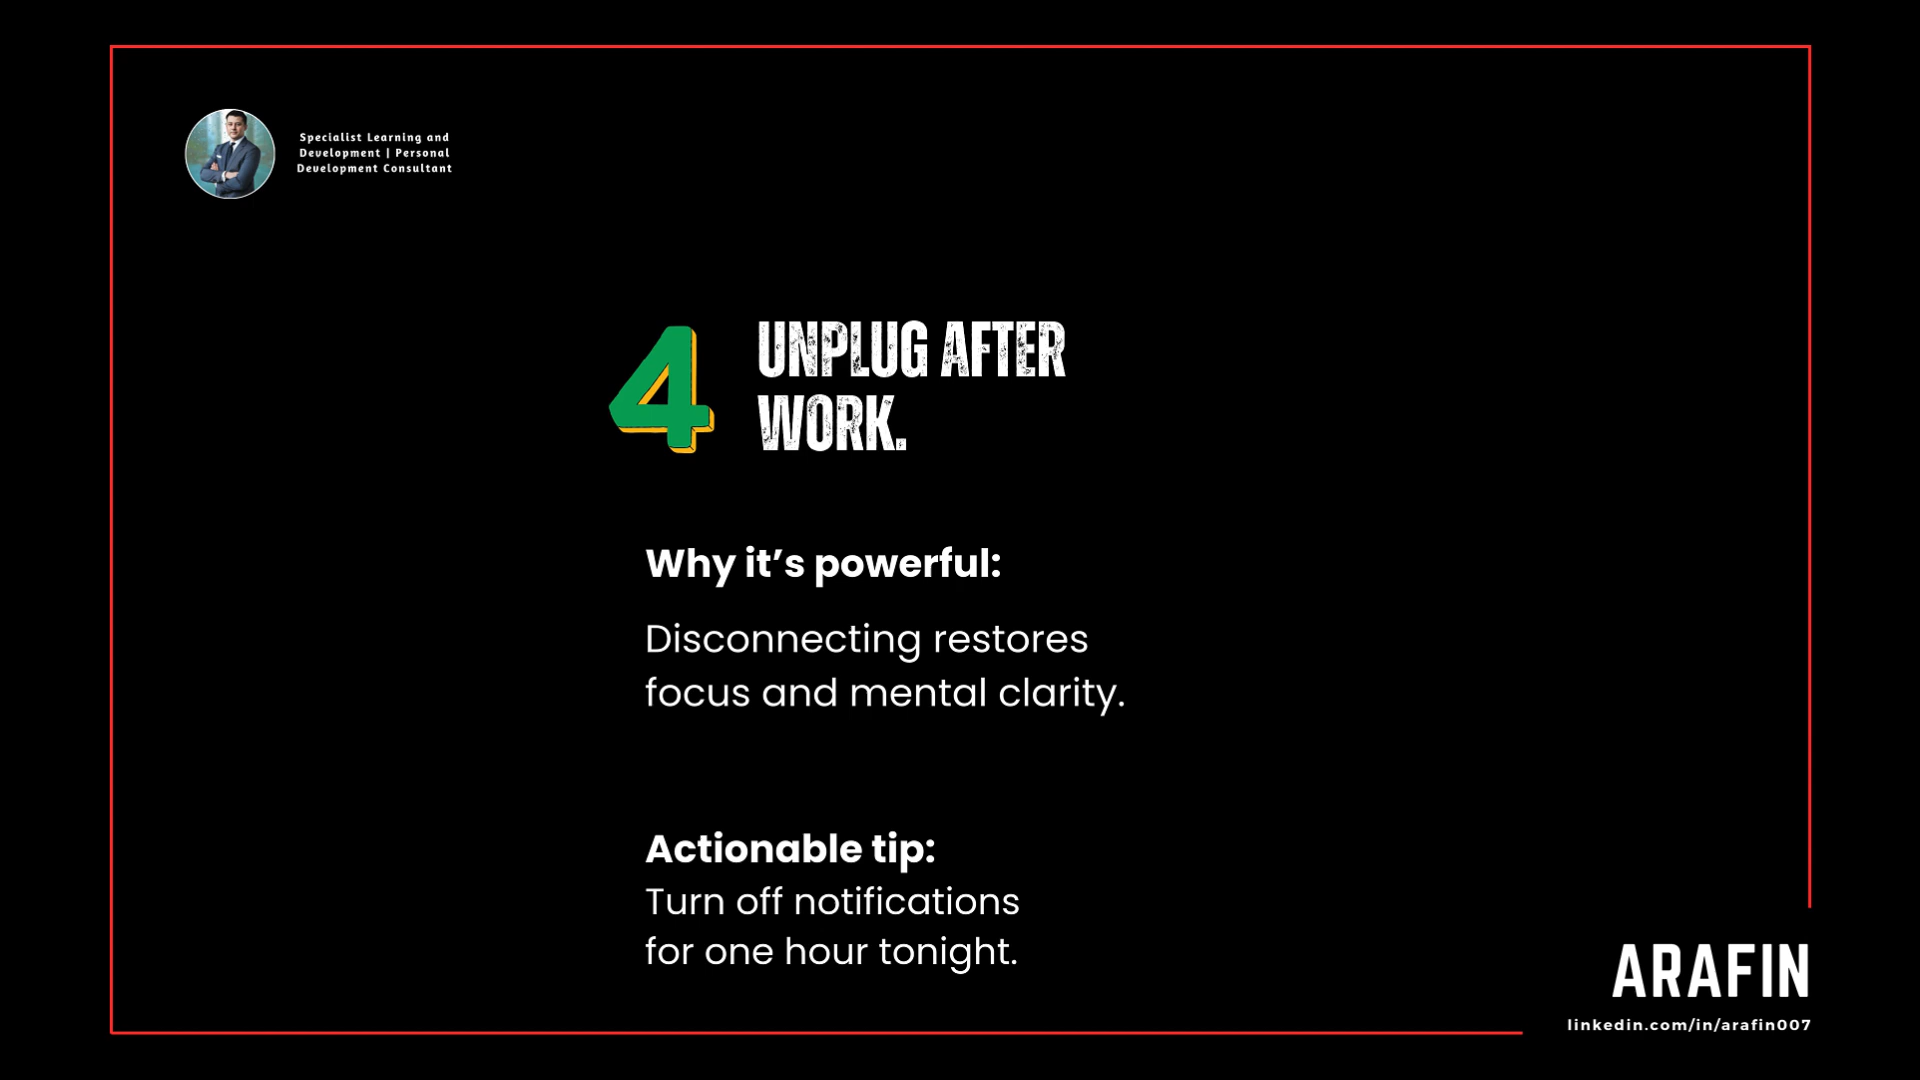 Specialist Learning and
Development | Personal
Development Consultant
4
UNPLUG AFTER
WORK.
Why it’s powerful:
Disconnecting restores
focus and mental clarity.
Actionable tip:
Turn off notifications
for one hour tonight.
ARAFIN
linkedin.com/in/arafin007